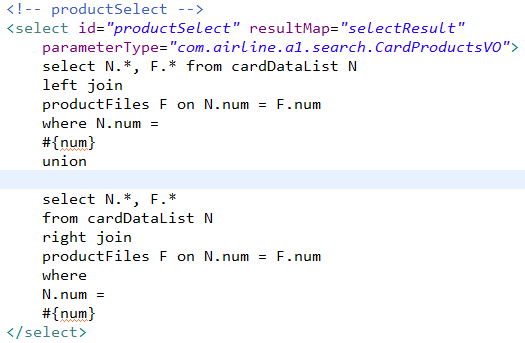 <!-- productSelect -->
<select id="productSelect" resultMap="selectResult"
parameterType="com.airline.a1.search.CardProductsVO">
select N.*, F.* from cardDataList N
left join
productFiles F on N.num = F.num
where N.num =
#{num}
union
select N.*, F.*
from cardDataList N
right join
productFiles F on N.num = F.num
where
N.num =
#{num}
</select>